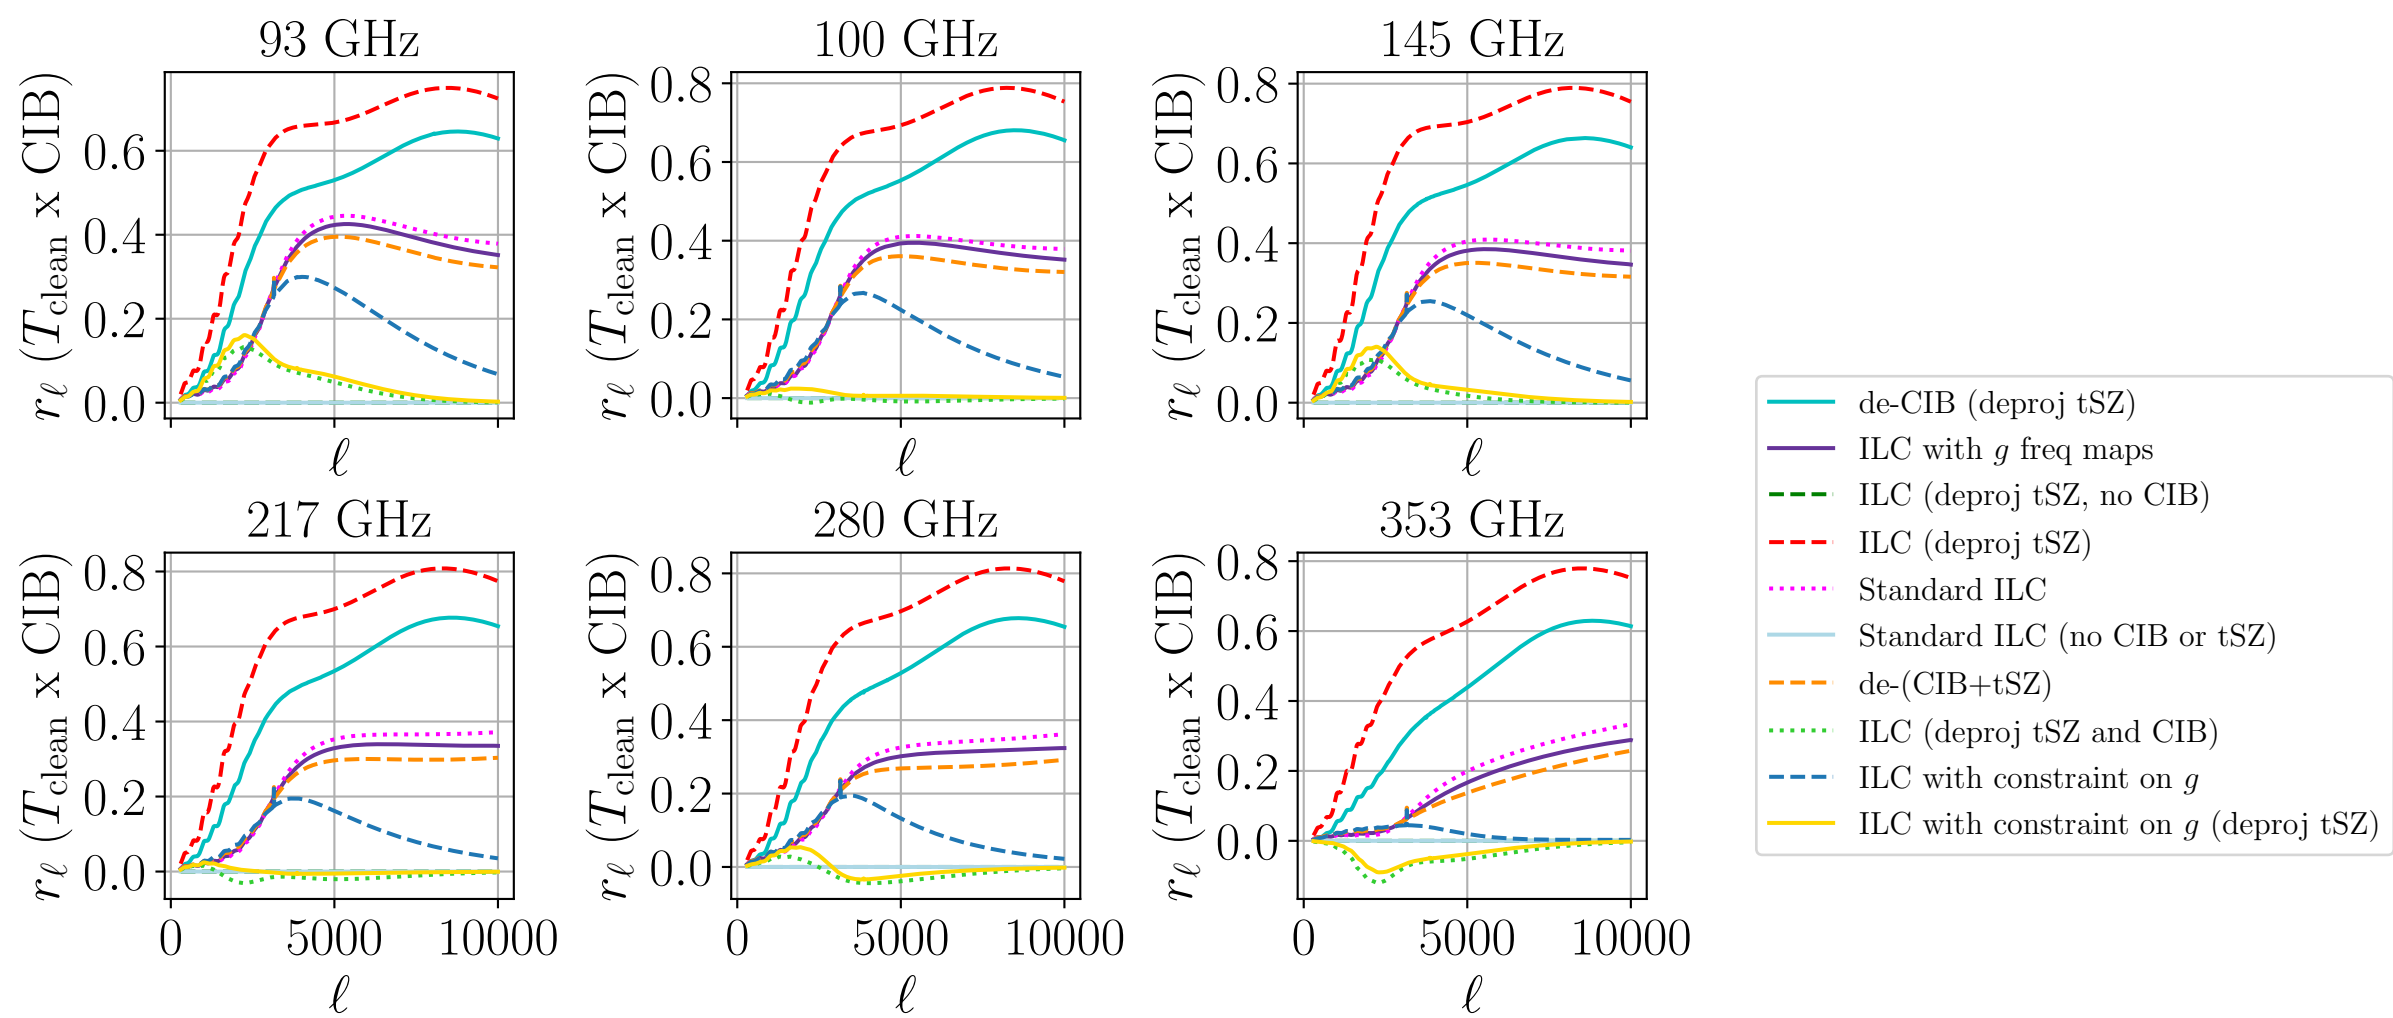 93 GHz
100 GHz
145 GHz
rℓ (Tclean x CIB)
0.6
0.4
0.2
0.0
ℓ
rℓ (Tclean x CIB)
0.8
0.6
0.4
0.2
0.0
ℓ
rℓ (Tclean x CIB)
0.8
0.6
0.4
0.2
0.0
ℓ
217 GHz
280 GHz
353 GHz
rℓ (Tclean x CIB)
0.8
0.6
0.4
0.2
0.0
0 5000 10000
ℓ
rℓ (Tclean x CIB)
0.8
0.6
0.4
0.2
0.0
0 5000 10000
ℓ
rℓ (Tclean x CIB)
0.8
0.6
0.4
0.2
0.0
0 5000 10000
ℓ
de-CIB (deproj tSZ)
ILC with g freq maps
ILC (deproj tSZ, no CIB)
ILC (deproj tSZ)
Standard ILC
Standard ILC (no CIB or tSZ)
de-(CIB+tSZ)
ILC (deproj tSZ and CIB)
ILC with constraint on g
ILC with constraint on g (deproj tSZ)